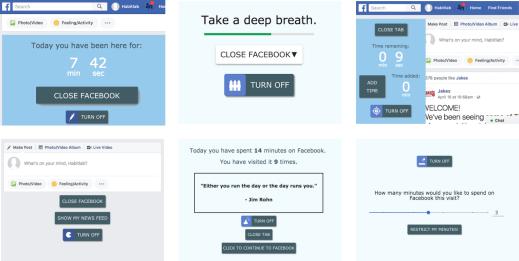 Search
HabitLab
Ho
Photo/Video
Feeling/Activity
Today you have been here for:
7 42
min sec
CLOSE FACEBOOK
TURN OFF
Take a deep breath.
CLOSE FACEBOOK▼
TURN OFF
Search
HabitLab
Home
Find Friends
CLOSE TAB
Time remaining:
0 9
min sec
ADD
TIME
Time added:
0
min
TURN OFF
Make Post
Photo/Video Album
Live Video
What's on your mind, HabitLab?
Photo/Video
Feeling/Activity
people like Jakes
Jakes
April 16 at 10:58am
WELCOME!
We've been seeing some of
Chat
Make Post
Photo/Video Album
Live Video
What's on your mind, HabitLab?
Photo/Video
Feeling/Activity
CLOSE FACEBOOK
SHOW MY NEWS FEED
TURN OFF
Today you have spent 14 minutes on Facebook.
You have visited it 9 times.
"Either you run the day or the day runs you."
- Jim Rohn
TURN OFF
CLOSE TAB
CLICK TO CONTINUE TO FACEBOOK
TURN OFF
How many minutes would you like to spend on
Facebook this visit?
3
RESTRICT MY MINUTES!